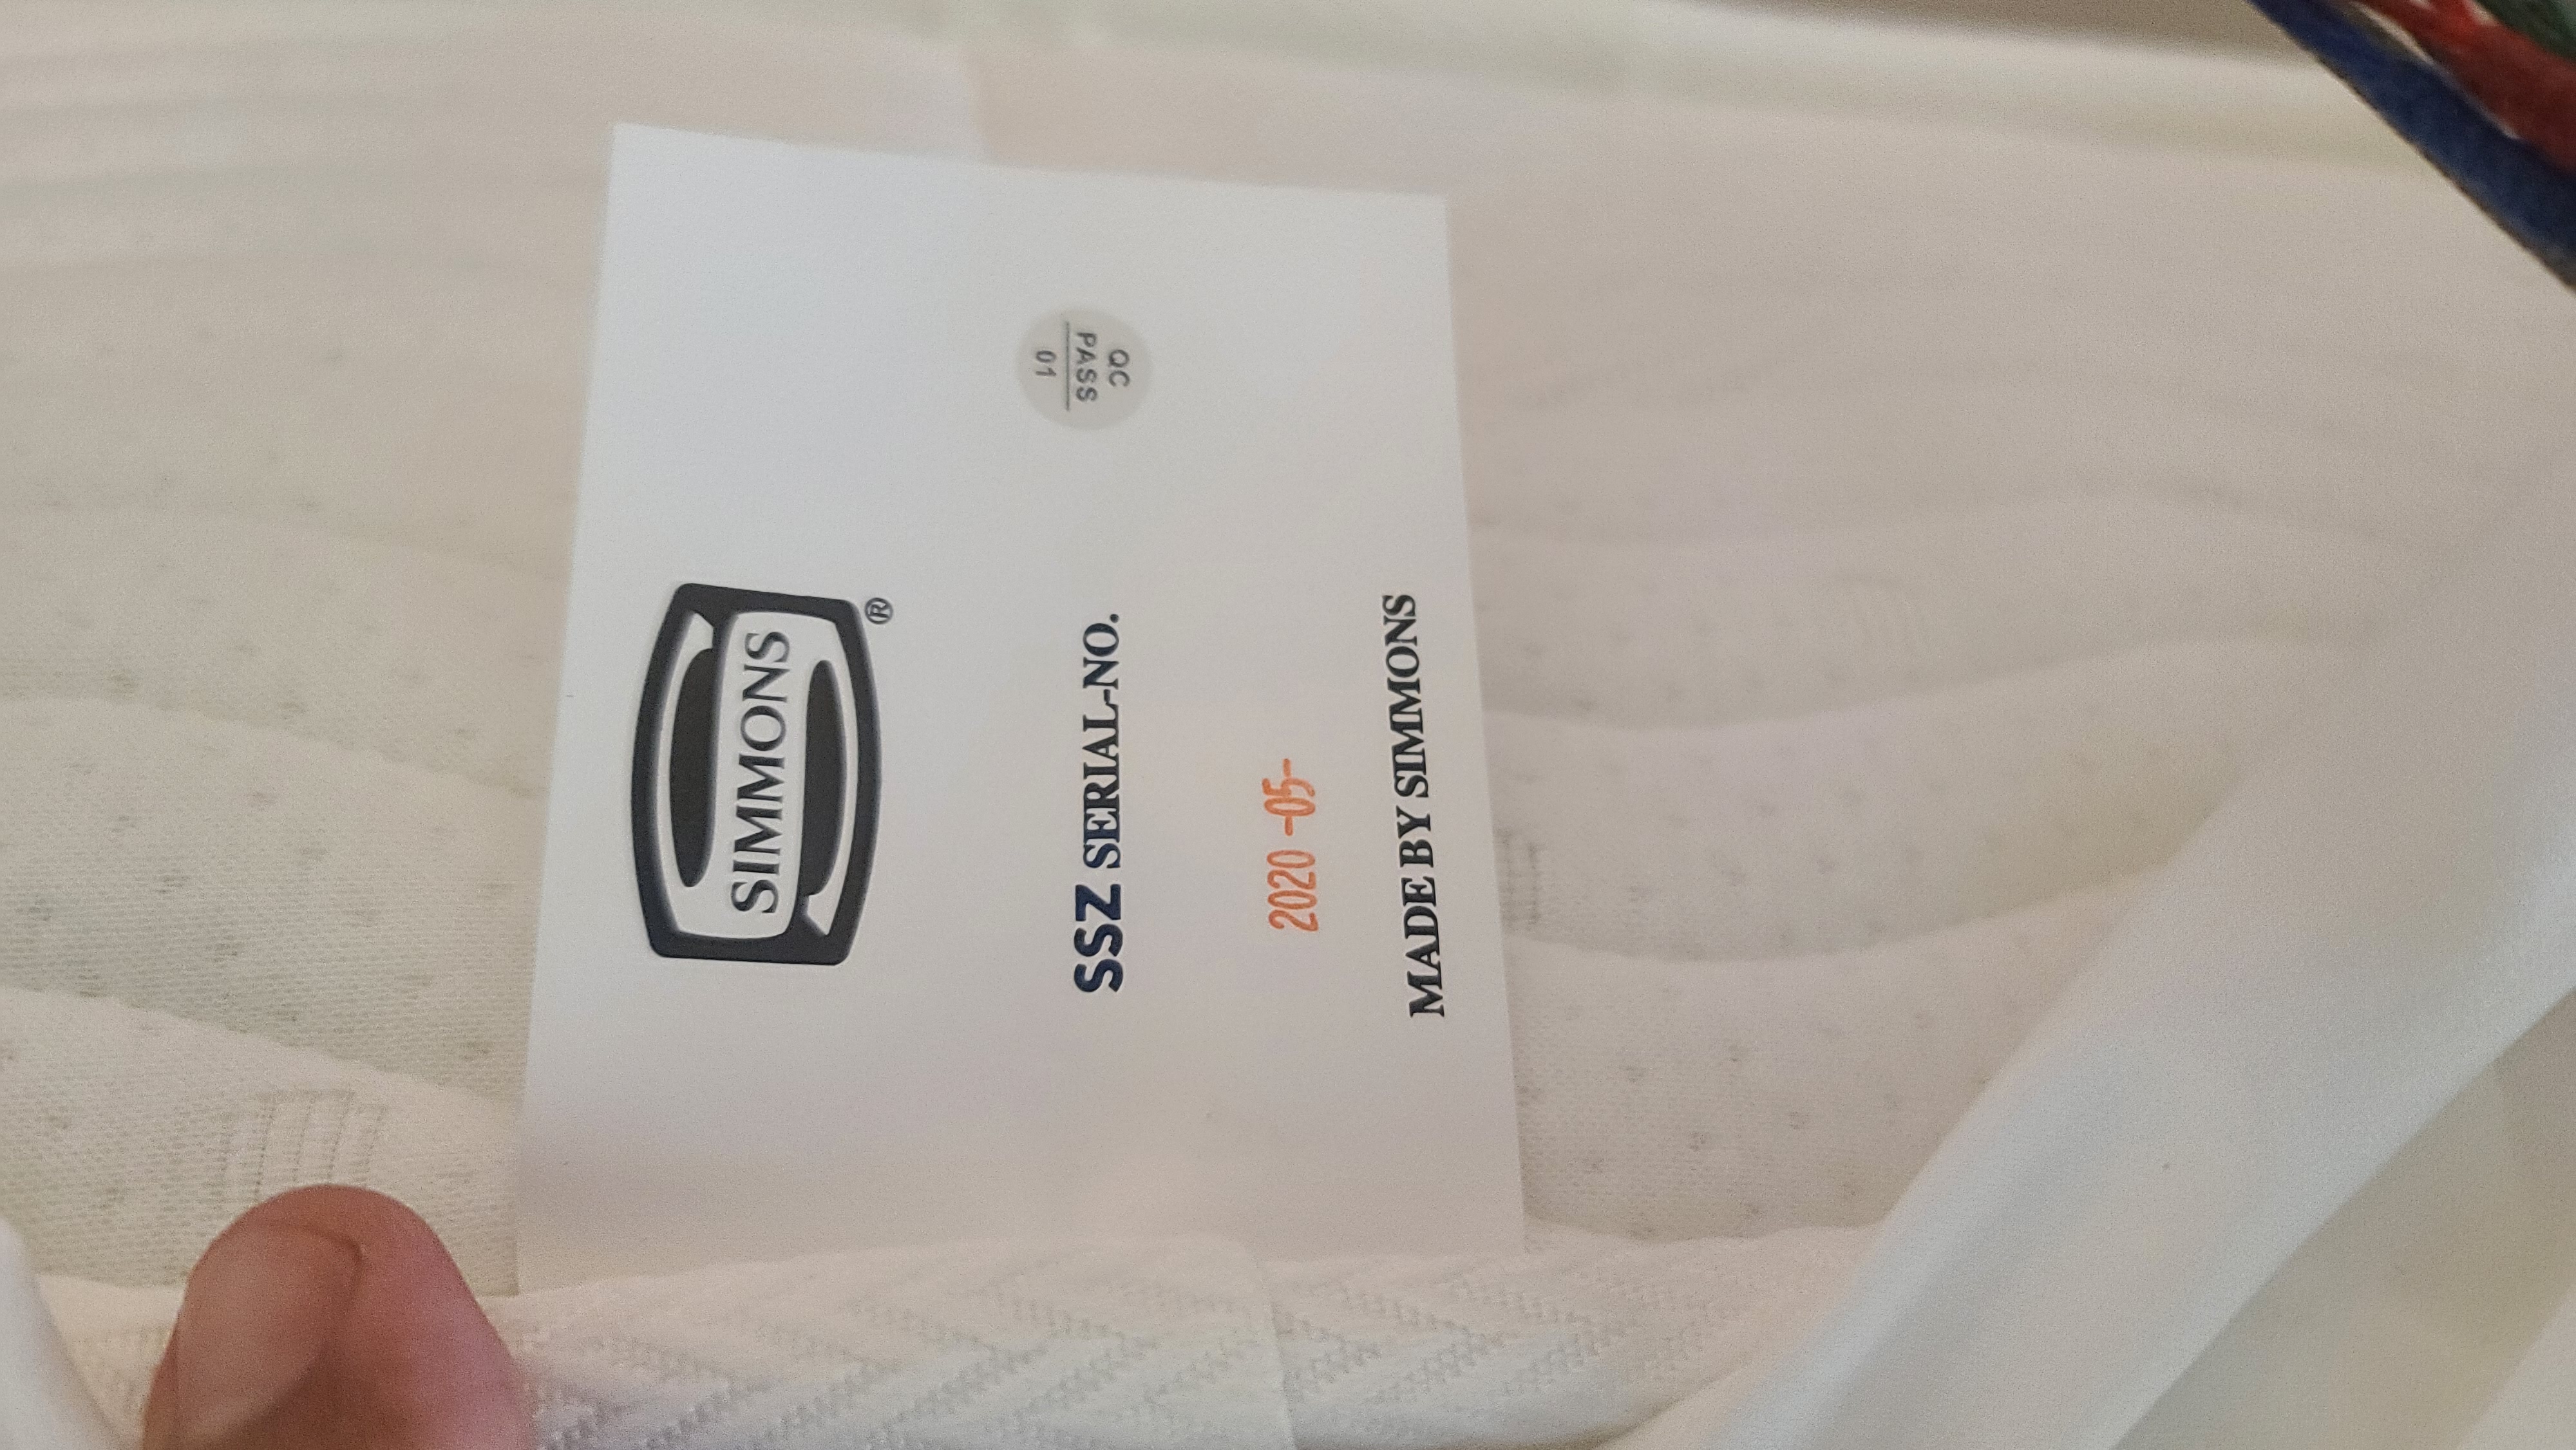 QC
PASS
01
SIMMONS®
SSZ SERIAL-NO.
2020 -05-
MADE BY SIMMONS